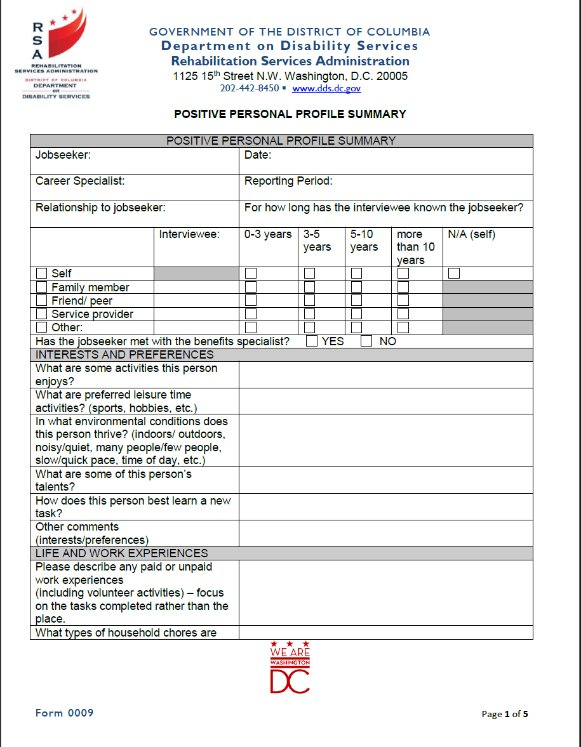 RSA
REHABILITATION
SERVICES ADMINISTRATION
DISTRICT OF COLUMBIA
DEPARTMENT
on
DISABILITY SERVICES
GOVERNMENT OF THE DISTRICT OF COLUMBIA
Department on Disability Services
Rehabilitation Services Administration
1125 15th Street N.W. Washington, D.C. 20005
202-442-8450 ▪ www.dds.dc.gov
POSITIVE PERSONAL PROFILE SUMMARY
POSITIVE PERSONAL PROFILE SUMMARY
Jobseeker: Date:
Career Specialist: Reporting Period:
Relationship to jobseeker: For how long has the interviewee known the jobseeker?
Interviewee: 0-3 years 3-5 years 5-10 years more than 10 years N/A (self)
Self
Family member
Friend/ peer
Service provider
Other:
Has the jobseeker met with the benefits specialist? YES NO
INTERESTS AND PREFERENCES
What are some activities this person
enjoys?
What are preferred leisure time
activities? (sports, hobbies, etc.)
In what environmental conditions does
this person thrive? (indoors/ outdoors,
noisy/quiet, many people/few people,
slow/quick pace, time of day, etc.)
What are some of this person's
talents?
How does this person best learn a new
task?
Other comments
(interests/preferences)
LIFE AND WORK EXPERIENCES
Please describe any paid or unpaid
work experiences
(including volunteer activities) – focus
on the tasks completed rather than the
place.
What types of household chores are
WE ARE
WASHINGTON
DC
Form 0009
Page 1 of 5